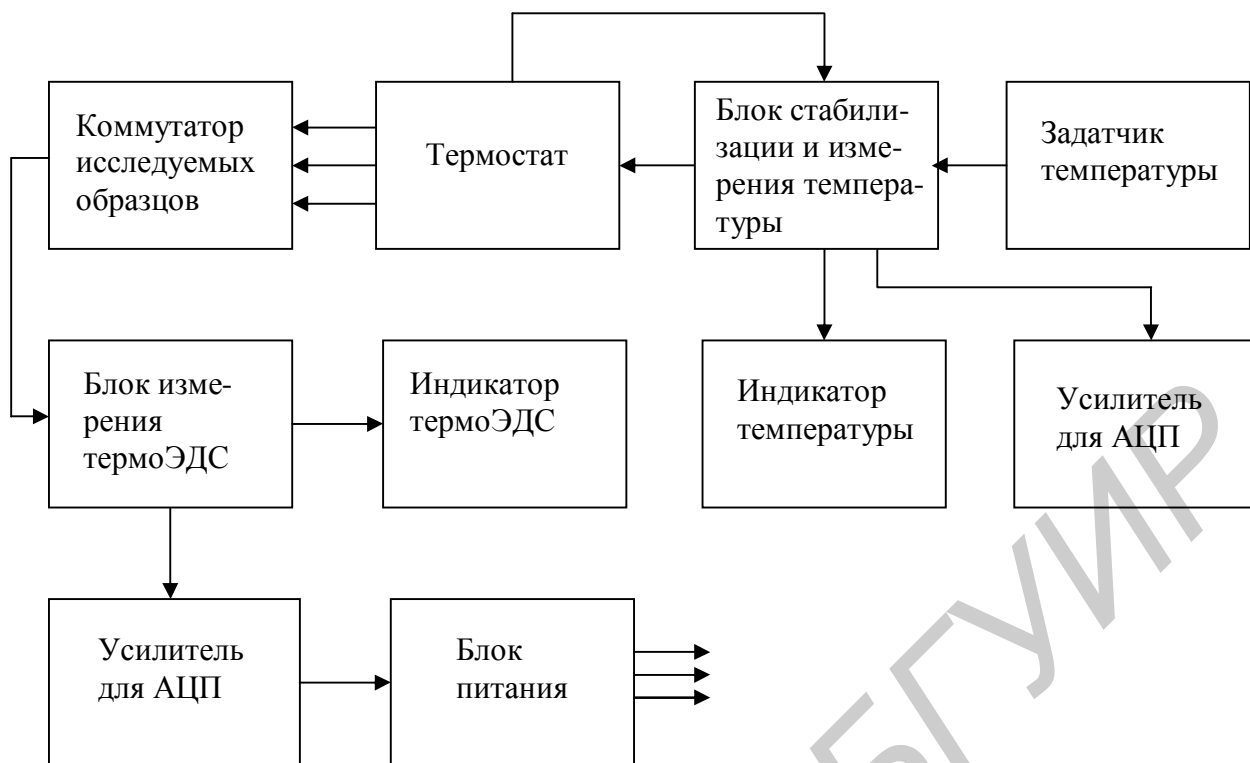 Коммутатор
исследуемых
образцов
Термостат
Блок стабили-
зации и изме-
рения темпера-
туры
Задатчик
температуры
Блок изме-
рения
термоЭДС
Индикатор
термоЭДС
Индикатор
температуры
Усилитель
для АЦП
Усилитель
для АЦП
Блок
питания
БГУИР